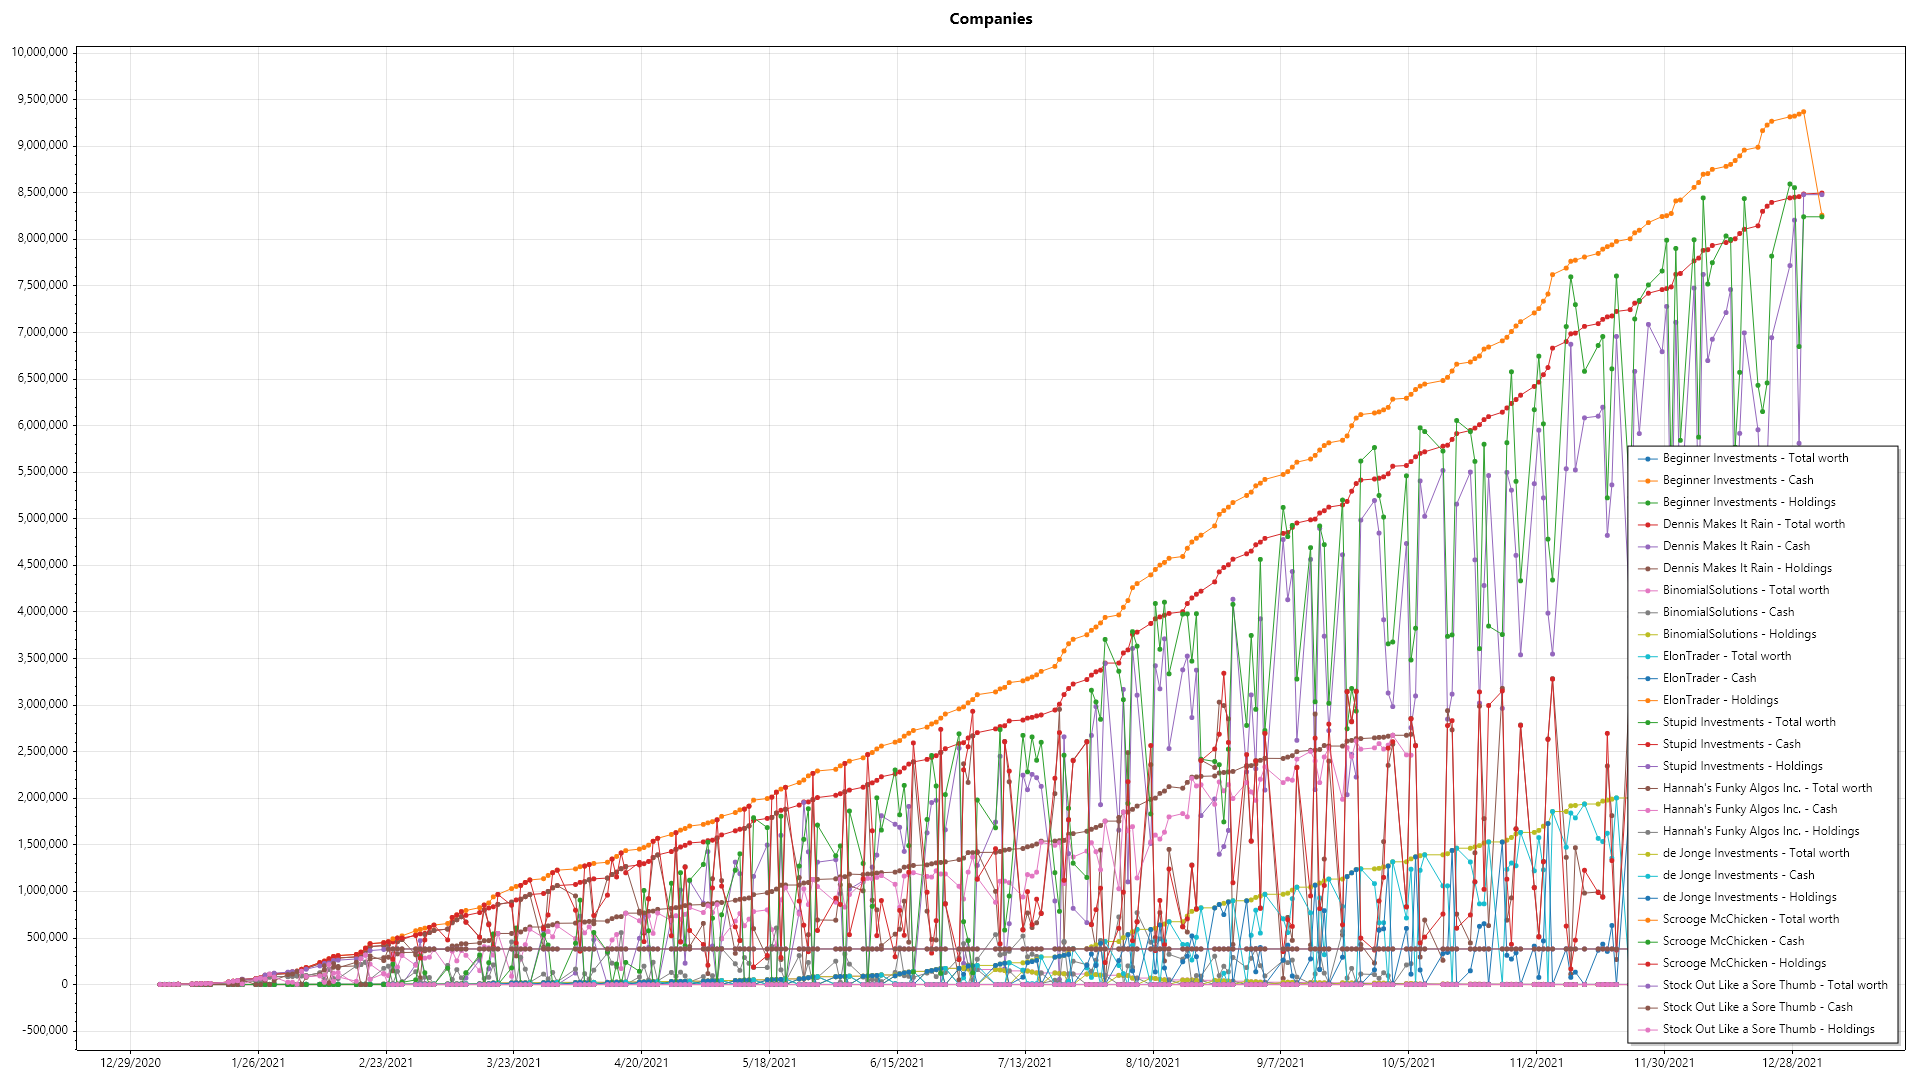 Companies
10,000,000
9,500,000
9,000,000
8,500,000
8,000,000
7,500,000
7,000,000
6,500,000
6,000,000
5,500,000
5,000,000
4,500,000
4,000,000
3,500,000
3,000,000
2,500,000
2,000,000
1,500,000
1,000,000
500,000
0
-500,000
Beginner Investments - Total worth
Beginner Investments - Cash
Beginner Investments - Holdings
Dennis Makes It Rain - Total worth
Dennis Makes It Rain - Cash
Dennis Makes It Rain - Holdings
BinomialSolutions - Total worth
BinomialSolutions - Cash
BinomialSolutions - Holdings
ElonTrader - Total worth
ElonTrader - Cash
ElonTrader - Holdings
Stupid Investments - Total worth
Stupid Investments - Cash
Stupid Investments - Holdings
Hannah's Funky Algos Inc. - Total worth
Hannah's Funky Algos Inc. - Cash
Hannah's Funky Algos Inc. - Holdings
de Jonge Investments - Total worth
de Jonge Investments - Cash
de Jonge Investments - Holdings
Scrooge McChicken - Total worth
Scrooge McChicken - Cash
Scrooge McChicken - Holdings
Stock Out Like a Sore Thumb - Total worth
Stock Out Like a Sore Thumb - Cash
Stock Out Like a Sore Thumb - Holdings
12/29/2020 1/26/2021 2/23/2021 3/23/2021 4/20/2021 5/18/2021 6/15/2021 7/13/2021 8/10/2021 9/7/2021 10/5/2021 11/2/2021 11/30/2021 12/28/2021